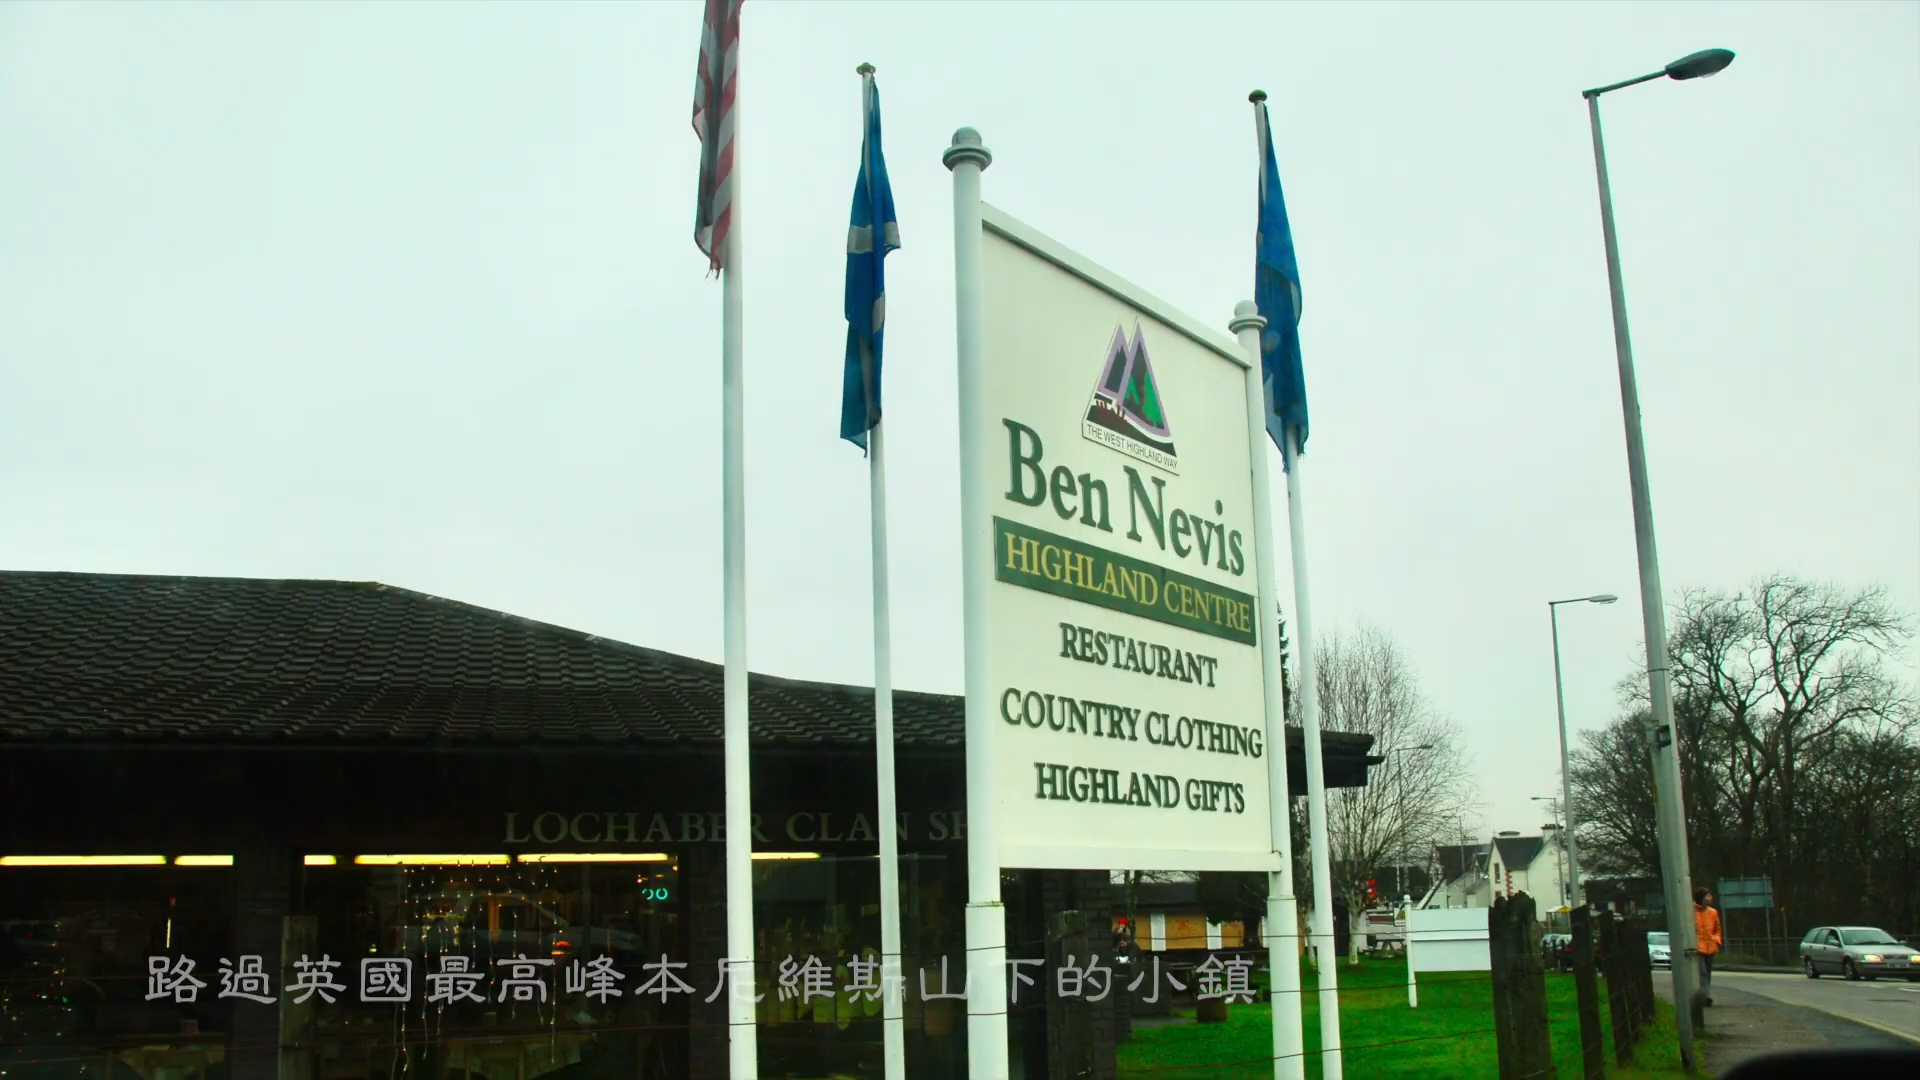 THE WEST HIGHLAND WAY
Ben Nevis
HIGHLAND CENTRE
RESTAURANT
COUNTRY CLOTHING
HIGHLAND GIFTS
LOCHABER CLAN
路過英國最高峰本尼維斯山下的小鎮